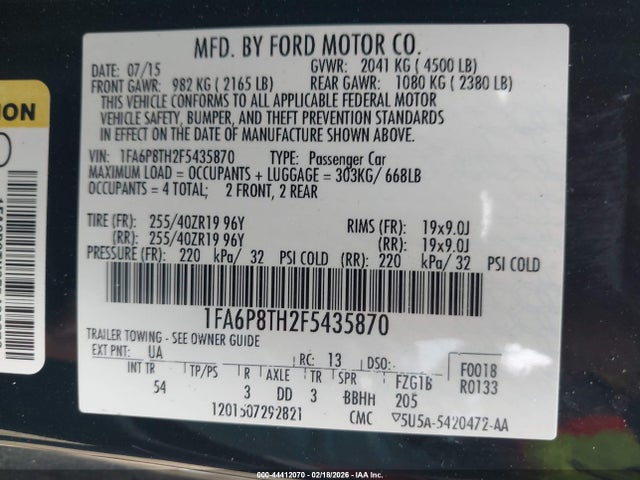 MFD. BY FORD MOTOR CO.
DATE: 07/15 GVWR: 2041 KG ( 4500 LB)
FRONT GAWR: 982 KG ( 2165 LB) REAR GAWR: 1080 KG ( 2380 LB)
THIS VEHICLE CONFORMS TO ALL APPLICABLE FEDERAL MOTOR
VEHICLE SAFETY, BUMPER, AND THEFT PREVENTION STANDARDS
IN EFFECT ON THE DATE OF MANUFACTURE SHOWN ABOVE.
VIN: 1FA6P8TH2F5435870 TYPE: Passenger Car
MAXIMUM LOAD = OCCUPANTS + LUGGAGE = 303KG/ 668LB
OCCUPANTS = 4 TOTAL; 2 FRONT, 2 REAR
TIRE (FR): 255/40ZR19 96Y RIMS (FR): 19x9.0J
(RR): 255/40ZR19 96Y (RR): 19x9.0J
PRESSURE (FR): 220 kPa/ 32 PSI COLD (RR): 220 kPa/ 32 PSI COLD
1FA6P8TH2F5435870
TRAILER TOWING - SEE OWNER GUIDE
EXT PNT: UA RC: 13 DSO: F0018
INT TR TP/PS R AXLE TR SPR FZG1B R0133
54 3 DD 3 BBHH 205
1201507292821 CMC 5U5A-5420472-AA
000-44412070 - 02/18/2026 - IAA Inc.